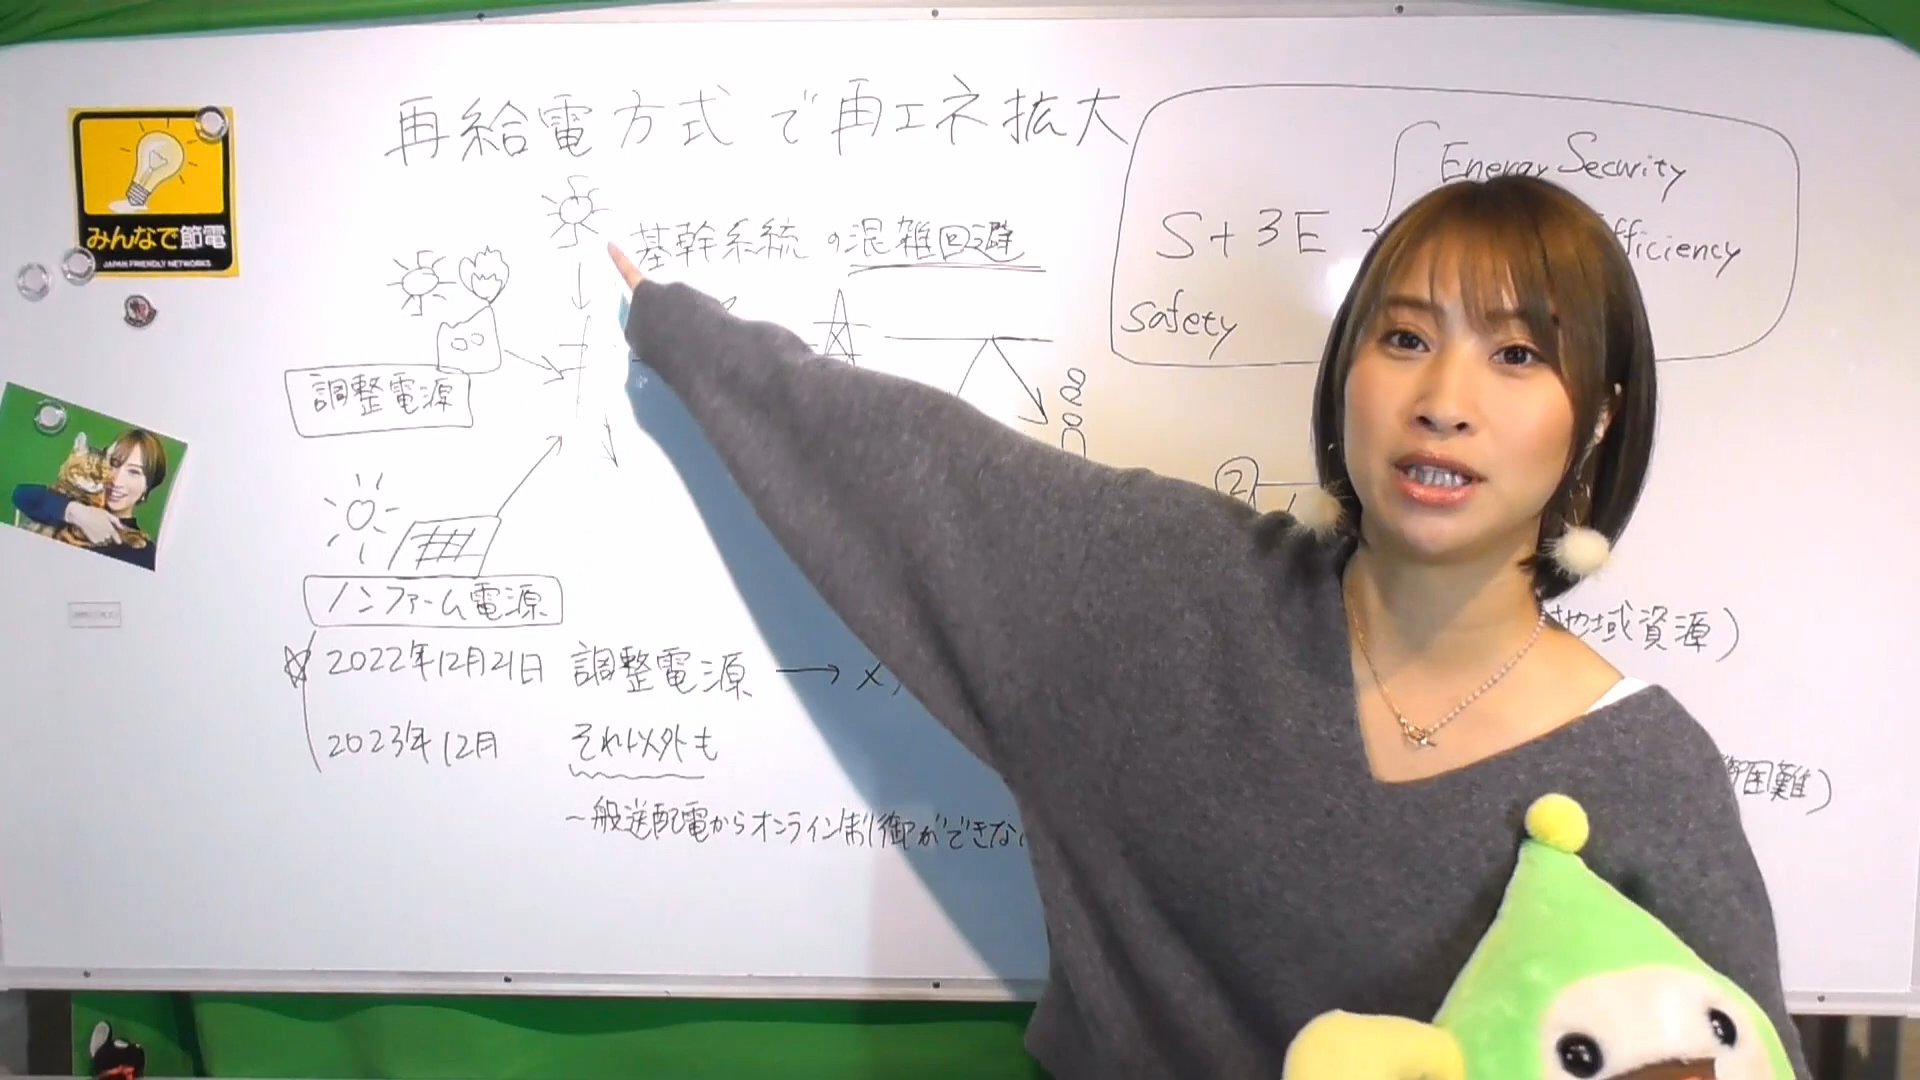 再給電方式で再エネ拡大
みんなで節電
JAPAN FRIENDLY NETWORKS
基幹系統の混雑回避
Energy Security
S+3E
fficiency
safety
調整電源
2
ノンファーム電源
地域資源)
2022年12月21日 調整電源 → メ
2023年12月 それ以外も
御困難)
一般送配電からオンライン制御ができな